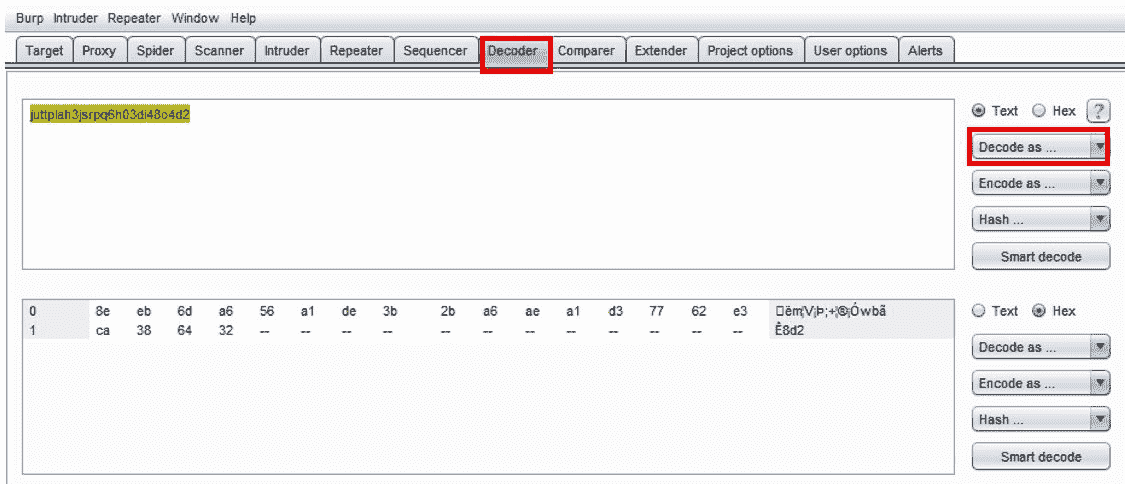 Burp Intruder Repeater Window Help
Target Proxy Spider Scanner Intruder Repeater Sequencer Decoder Comparer Extender Project options User options Alerts
juttplah3jsrpq6h03di48o4d2
Text Hex ?
Decode as ...
Encode as ...
Hash ...
Smart decode
0 8e eb 6d a6 56 a1 de 3b 2b a6 ae a1 d3 77 62 e3 □ëm¦V¡Þ;+¦®¡Ówbã
1 ca 38 64 32 -- -- -- -- -- -- -- -- -- -- -- -- Ê8d2
Text Hex
Decode as ...
Encode as ...
Hash ...
Smart decode